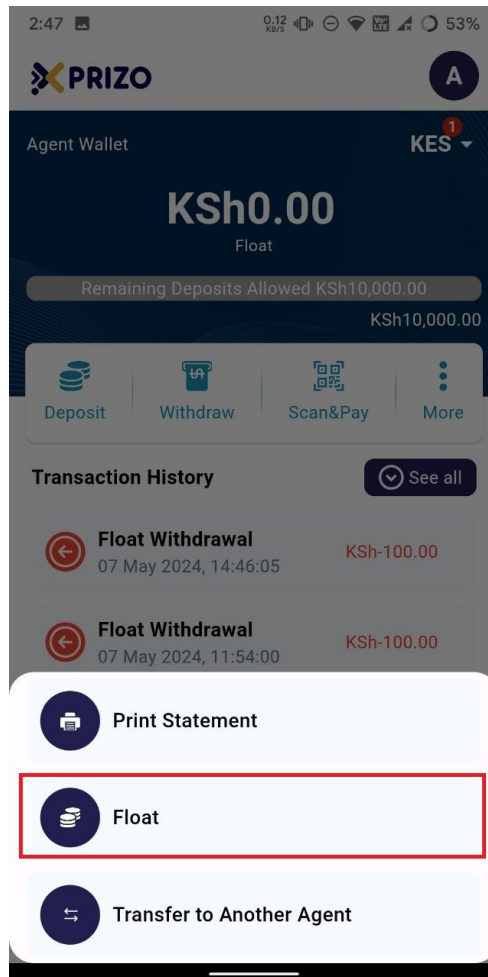 2:47
0.12 KB/S Vo LTE 53%
PRIZO
A
Agent Wallet
1
KES
KSh0.00
Float
Remaining Deposits Allowed KSh10,000.00
KSh10,000.00
Deposit Withdraw Scan&Pay More
Transaction History
See all
Float Withdrawal
07 May 2024, 14:46:05
KSh-100.00
Float Withdrawal
07 May 2024, 11:54:00
KSh-100.00
Print Statement
Float
Transfer to Another Agent